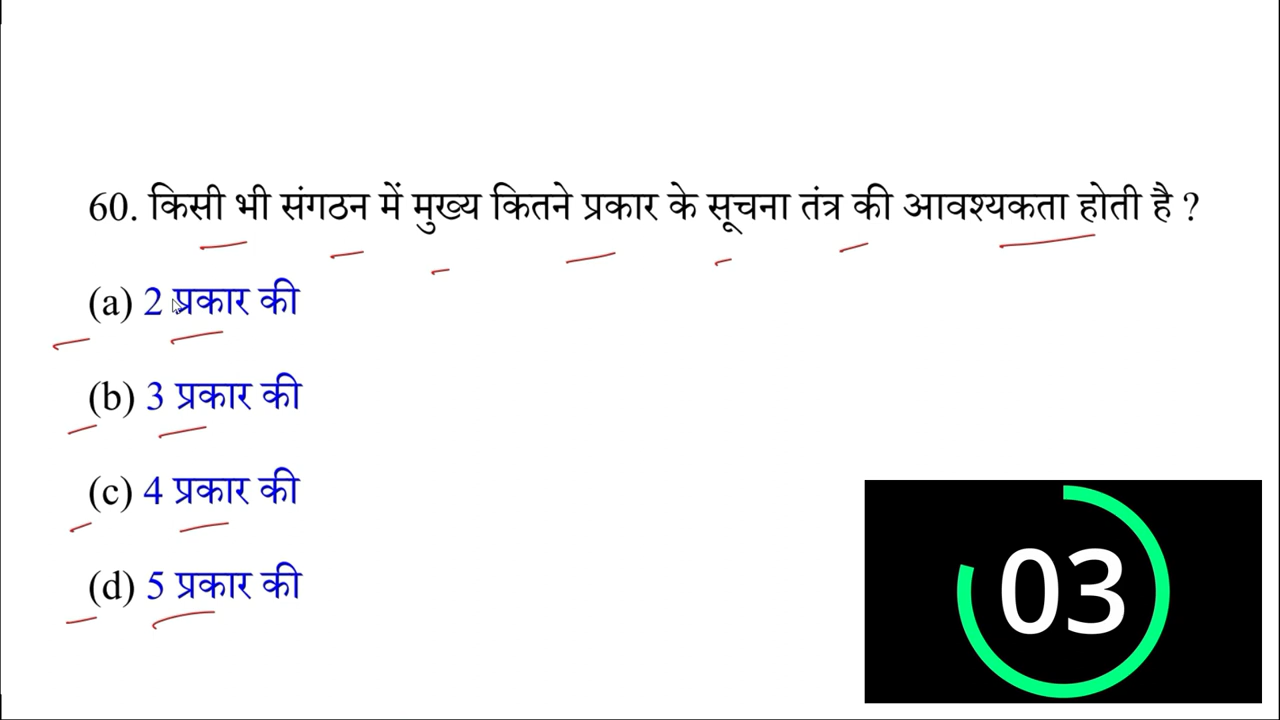 60. किसी भी संगठन में मुख्य कितने प्रकार के सूचना तंत्र की आवश्यकता होती है ?
(a) 2 प्रकार की
(b) 3 प्रकार की
(c) 4 प्रकार की
(d) 5 प्रकार की
03